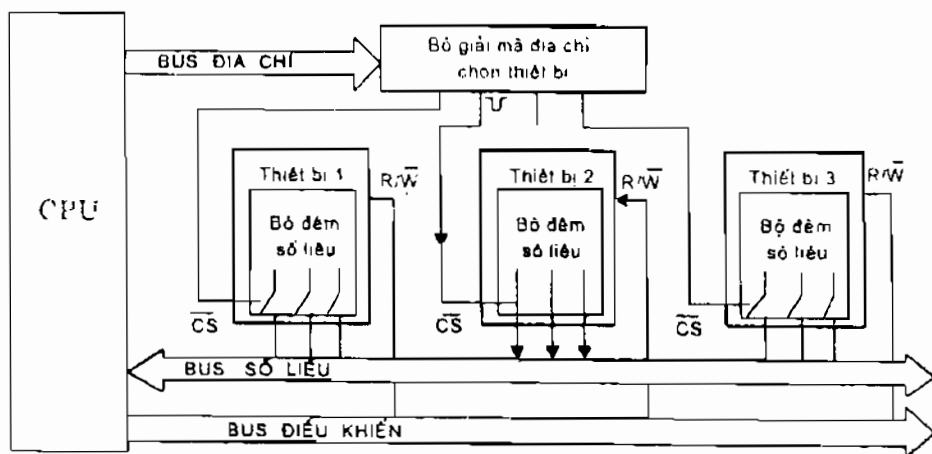 Bộ giải mã địa chỉ
chọn thiết bị
BUS ĐỊA CHỈ
CPU
Thiết bị 1
R/W̅
Bộ đệm
số liệu
C̅S̅
Thiết bị 2
R/W̅
Bộ đệm
số liệu
C̅S̅
Thiết bị 3
R/W̅
Bộ đệm
số liệu
C̅S̅
BUS SỐ LIỆU
BUS ĐIỀU KHIỂN